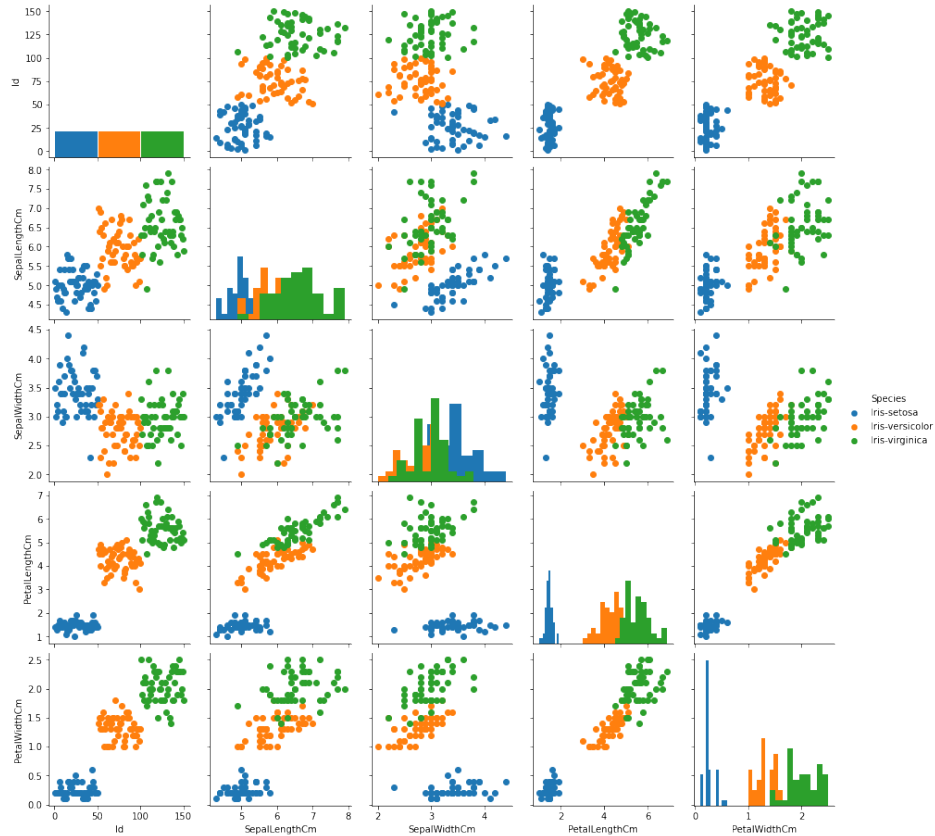 150
125
100
75
50
25
0
Id
8.0
7.5
7.0
6.5
6.0
5.5
5.0
4.5
SepalLengthCm
4.5
4.0
3.5
3.0
2.5
2.0
SepalWidthCm
Species
Iris-setosa
Iris-versicolor
Iris-virginica
7
6
5
4
3
2
1
PetalLengthCm
2.5
2.0
1.5
1.0
0.5
0.0
PetalWidthCm
0 50 100 150
Id
5 6 7 8
SepalLengthCm
2 3 4
SepalWidthCm
2 4 6
PetalLengthCm
0 1 2
PetalWidthCm